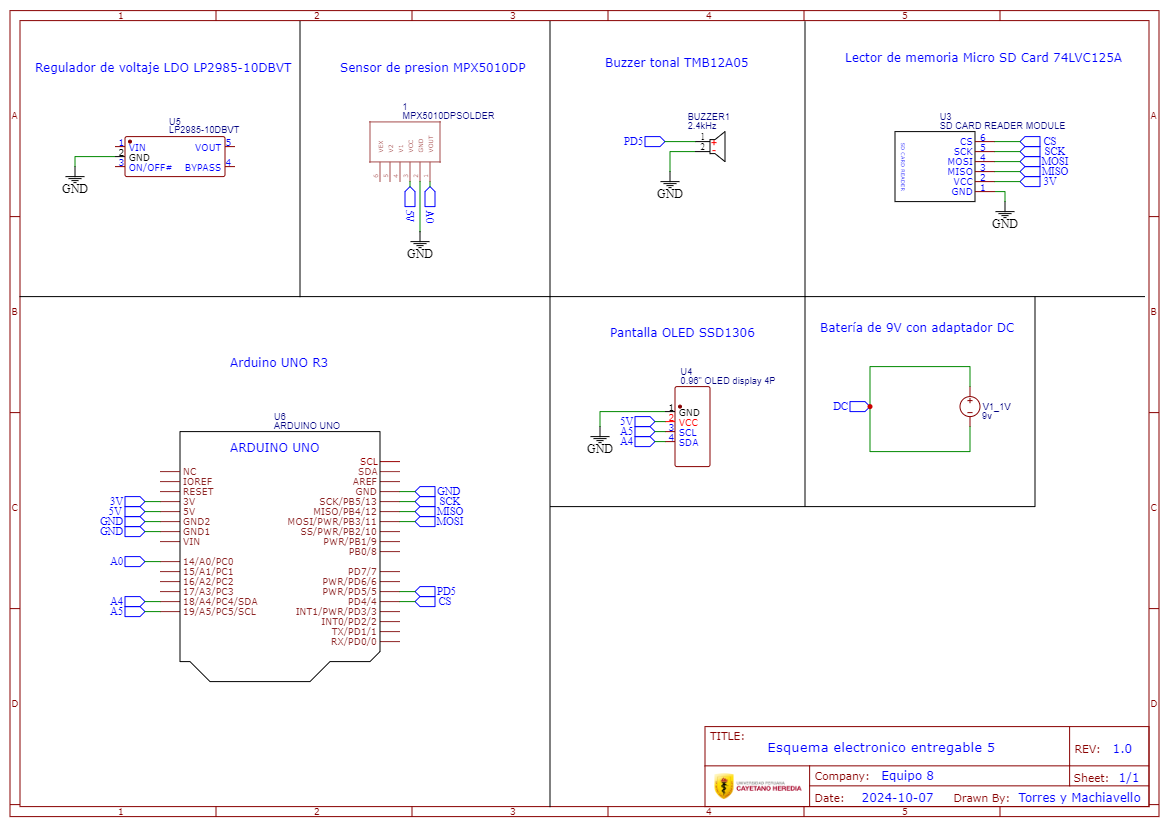 1 2 3 4 5
A
B
C
D
A
B
C
D
1 2 3 4 5
Regulador de voltaje LDO LP2985-10DBVT
U5
LP2985-10DBVT
1 VIN VOUT 5
2 GND
3 ON/OFF# BYPASS 4
GND
Sensor de presion MPX5010DP
1
MPX5010DPSOLDER
VEX V2 V1 VCC GND VOUT
6 5 4 3 2 1
5V A0
GND
Buzzer tonal TMB12A05
BUZZER1
2.4kHz
PD5 1 +
2 -
GND
Lector de memoria Micro SD Card 74LVC125A
U3
SD CARD READER MODULE
SD CARD READER
CS 6 CS
SCK 5 SCK
MOSI 4 MOSI
MISO 3 MISO
VCC 2 3V
GND 1
GND
Arduino UNO R3
U6
ARDUINO UNO
ARDUINO UNO
NC
IOREF
RESET
3V 3V
5V 5V
GND GND2
GND GND1
VIN
A0 14/A0/PC0
15/A1/PC1
16/A2/PC2
17/A3/PC3
A4 18/A4/PC4/SDA
A5 19/A5/PC5/SCL
SCL
SDA
AREF
GND GND
SCK/PB5/13 SCK
MISO/PB4/12 MISO
MOSI/PWR/PB3/11 MOSI
SS/PWR/PB2/10
PWR/PB1/9
PB0/8
PD7/7
PWR/PD6/6
PWR/PD5/5 PD5
PD4/4 CS
INT1/PWR/PD3/3
INT0/PD2/2
TX/PD1/1
RX/PD0/0
Pantalla OLED SSD1306
U4
0.96" OLED display 4P
1 GND
5V 2 VCC
A5 3 SCL
A4 4 SDA
GND
Batería de 9V con adaptador DC
DC
+
-
V1_1V
9v
TITLE:
Esquema electronico entregable 5
REV: 1.0
UNIVERSIDAD PERUANA
CAYETANO HEREDIA
Company: Equipo 8
Sheet: 1/1
Date: 2024-10-07 Drawn By: Torres y Machiavello